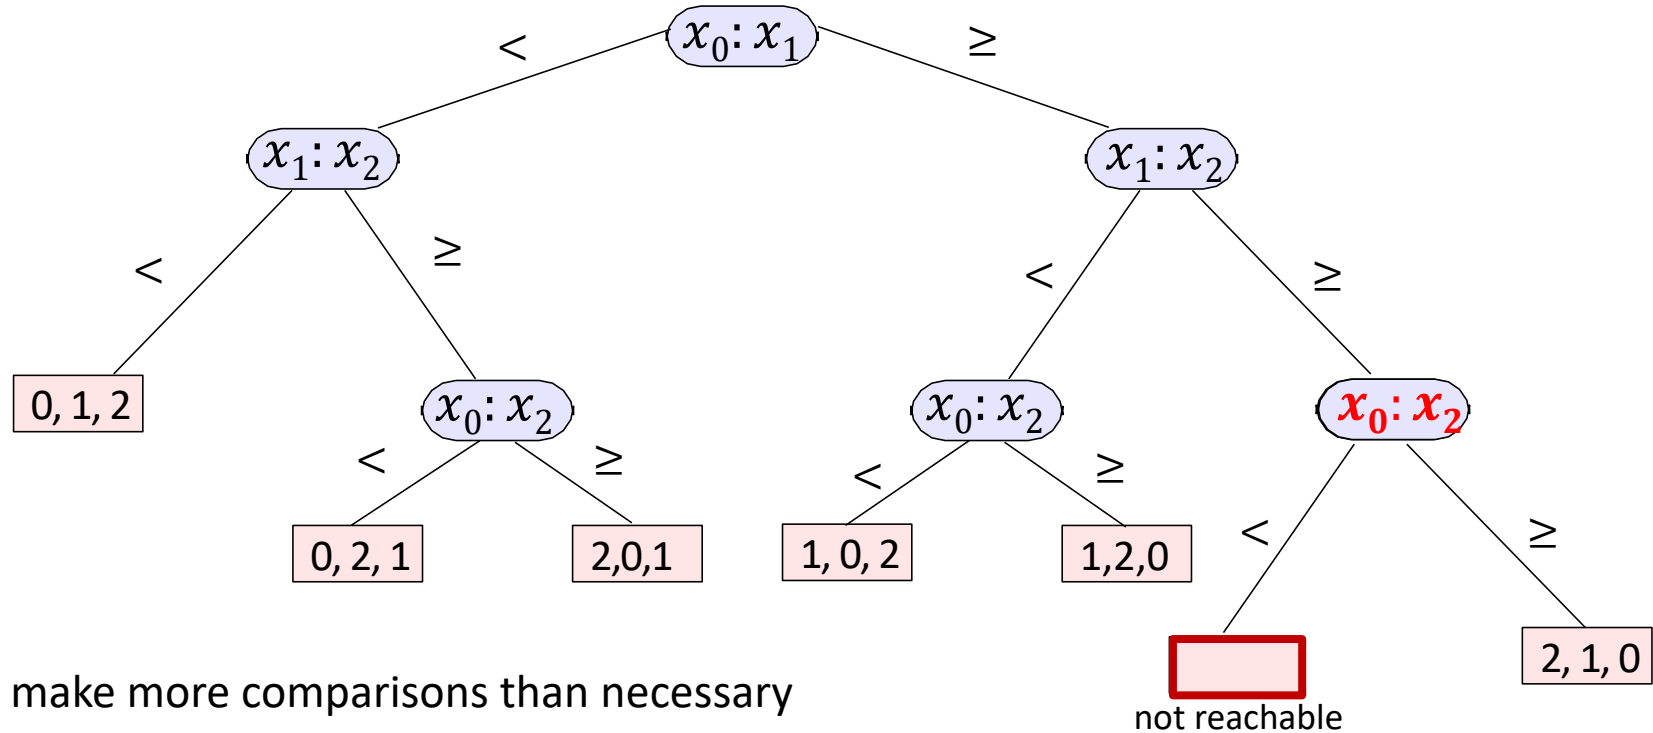 x₀: x₁
< ≥
x₁: x₂ x₁: x₂
< ≥ < ≥
0, 1, 2 x₀: x₂ x₀: x₂ x₀: x₂
< ≥ < ≥ < ≥
0, 2, 1 2,0,1 1, 0, 2 1,2,0
2, 1, 0
make more comparisons than necessary
not reachable